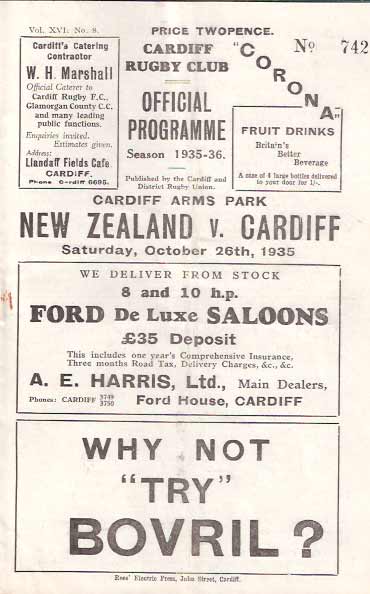 Vol. XVI. No. 8.
PRICE TWOPENCE.
Nº 742
Cardiff's Catering
Contractor
W. H. Marshall
Official Caterer to
Cardiff Rugby F.C.,
Glamorgan County C.C.
and many leading
public functions.
Enquiries invited.
Estimates given.
Address:
Llandaff Fields Cafe
CARDIFF.
Phone Cardiff 6695.
CARDIFF
RUGBY CLUB
OFFICIAL
PROGRAMME
Season 1935-36.
Published by the Cardiff and
District Rugby Union.
"CORONA"
FRUIT DRINKS
Britain's
Better
Beverage
A case of 4 large bottles delivered
to your door for 1/-.
CARDIFF ARMS PARK
NEW ZEALAND v. CARDIFF
Saturday, October 26th, 1935
WE DELIVER FROM STOCK
8 and 10 h.p.
FORD De Luxe SALOONS
£35 Deposit
This includes one year's Comprehensive Insurance,
Three months Road Tax, Delivery Charges, &c., &c.
A. E. HARRIS, Ltd., Main Dealers,
Phones: CARDIFF 3749 3750 Ford House, CARDIFF
WHY NOT
"TRY"
BOVRIL?
Rees' Electric Press, John Street, Cardiff.